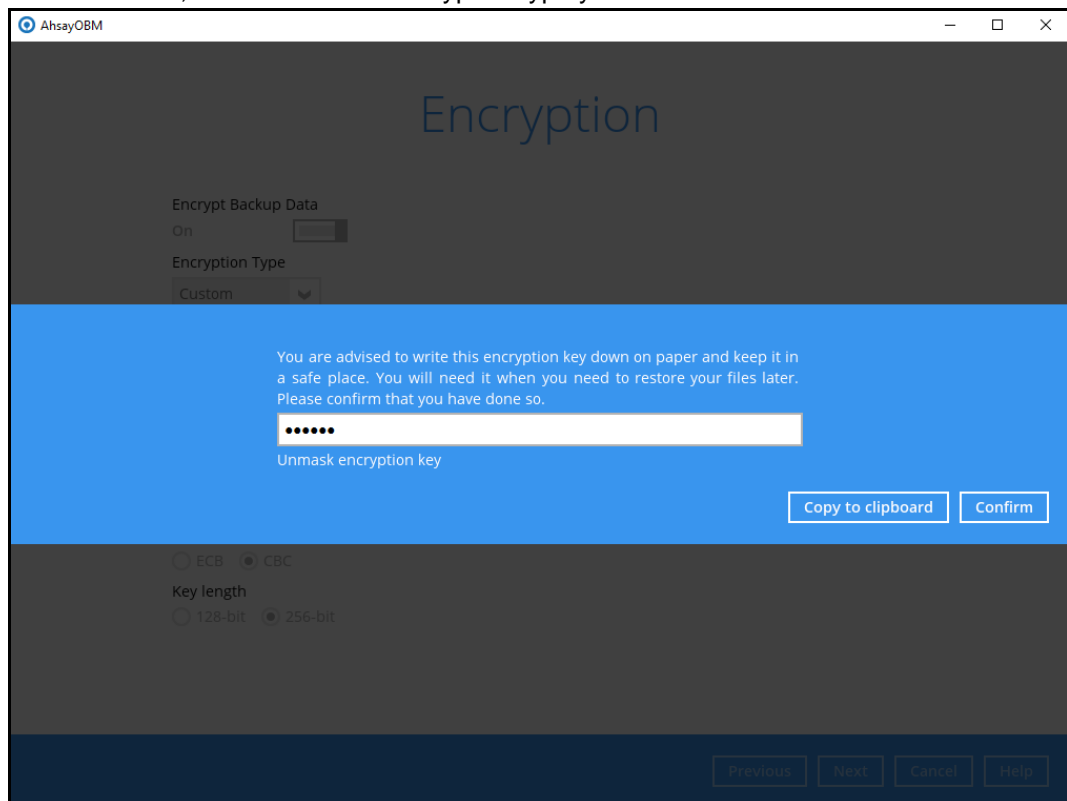 AhsayOBM
Encryption
Encrypt Backup Data
On
Encryption Type
Custom
You are advised to write this encryption key down on paper and keep it in
a safe place. You will need it when you need to restore your files later.
Please confirm that you have done so.
••••••
Unmask encryption key
Copy to clipboard Confirm
ECB CBC
Key length
128-bit 256-bit
Previous Next Cancel Help